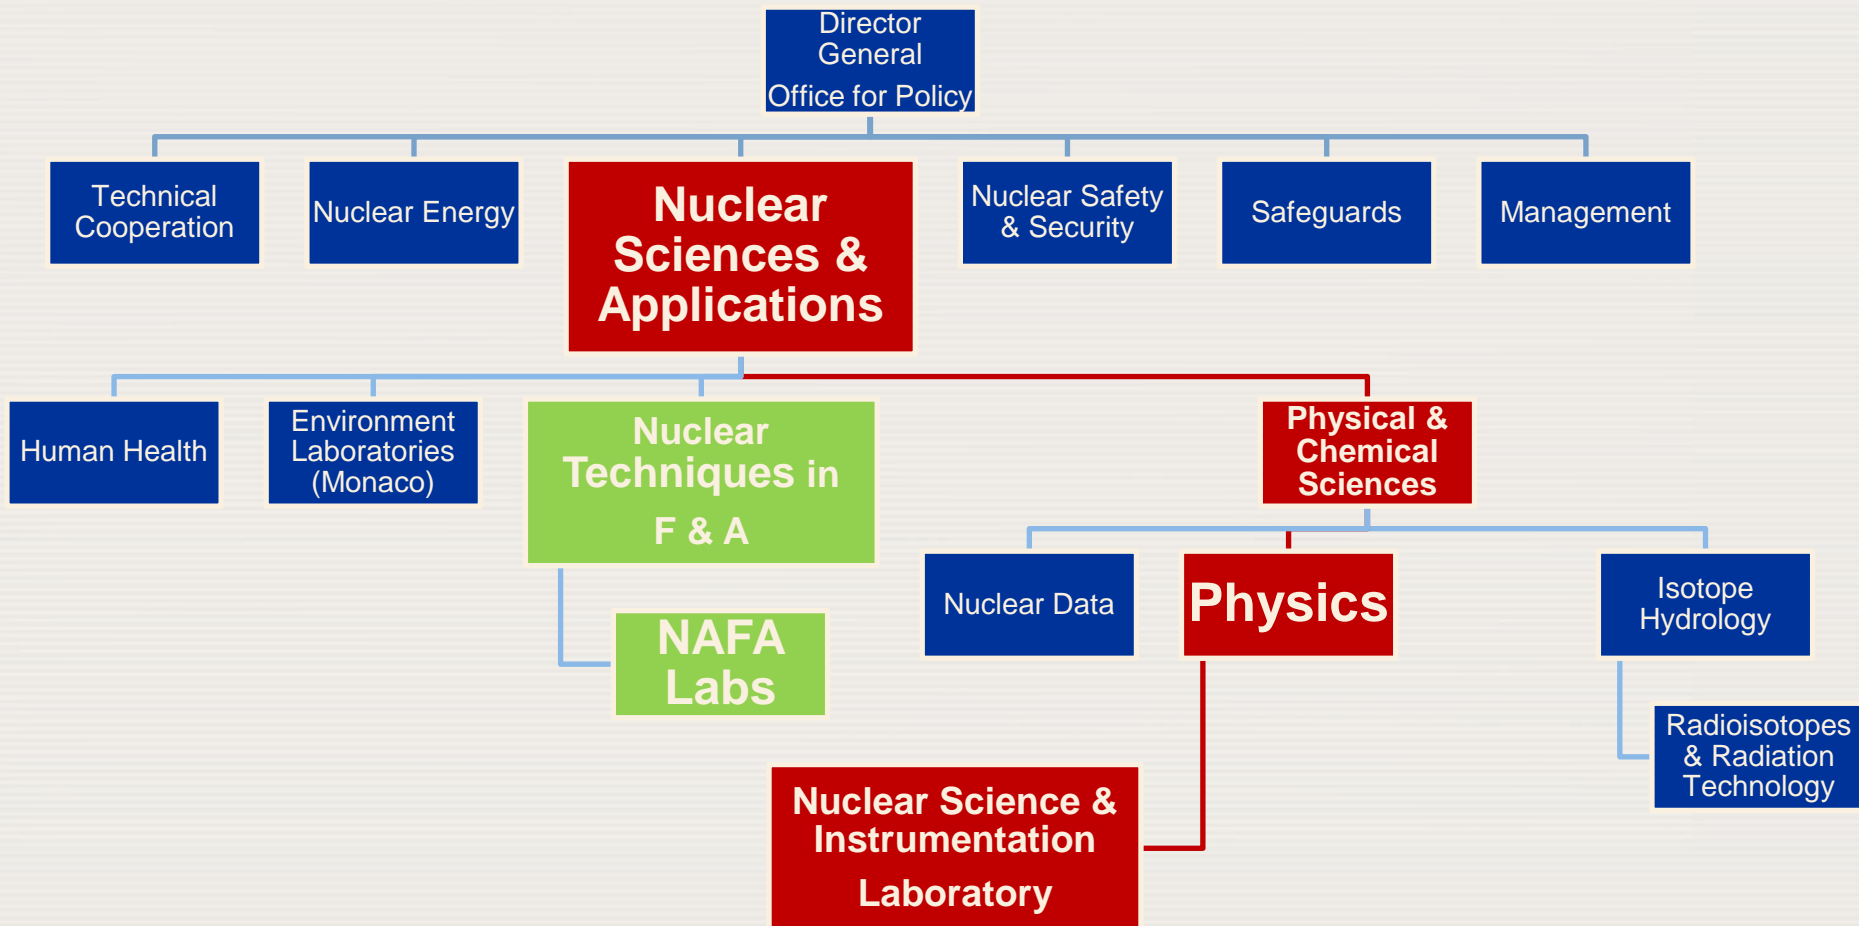 Director
General
Office for Policy
Technical
Cooperation
Nuclear Energy
Nuclear
Sciences &
Applications
Nuclear Safety
& Security
Safeguards
Management
Human Health
Environment
Laboratories
(Monaco)
Nuclear
Techniques in
F & A
Physical &
Chemical
Sciences
NAFA
Labs
Nuclear Data
Physics
Isotope
Hydrology
Radioisotopes
& Radiation
Technology
Nuclear Science &
Instrumentation
Laboratory